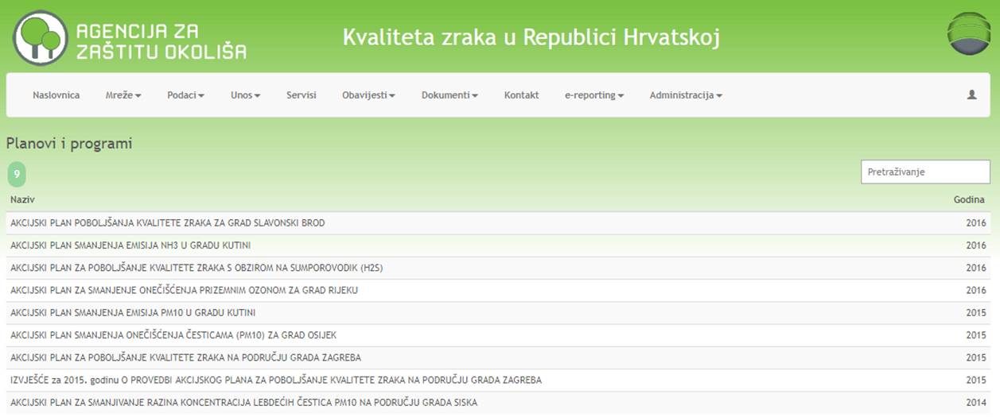 AGENCIJA ZA
ZAŠTITU OKOLIŠA
Kvaliteta zraka u Republici Hrvatskoj
Naslovnica Mreže Podaci Unos Servisi Obavijesti Dokumenti Kontakt e-reporting Administracija
Planovi i programi
9 Pretraživanje
Naziv Godina
AKCIJSKI PLAN POBOLJŠANJA KVALITETE ZRAKA ZA GRAD SLAVONSKI BROD 2016
AKCIJSKI PLAN SMANJENJA EMISIJA NH3 U GRADU KUTINI 2016
AKCIJSKI PLAN ZA POBOLJŠANJE KVALITETE ZRAKA S OBZIROM NA SUMPOROVODIK (H2S) 2016
AKCIJSKI PLAN ZA SMANJENJE ONEČIŠĆENJA PRIZEMNIM OZONOM ZA GRAD RIJEKU 2016
AKCIJSKI PLAN SMANJENJA EMISIJA PM10 U GRADU KUTINI 2015
AKCIJSKI PLAN SMANJENJA ONEČIŠĆENJA ČESTICAMA (PM10) ZA GRAD OSIJEK 2015
AKCIJSKI PLAN ZA POBOLJŠANJE KVALITETE ZRAKA NA PODRUČJU GRADA ZAGREBA 2015
IZVJEŠĆE za 2015. godinu O PROVEDBI AKCIJSKOG PLANA ZA POBOLJŠANJE KVALITETE ZRAKA NA PODRUČJU GRADA ZAGREBA 2015
AKCIJSKI PLAN ZA SMANJIVANJE RAZINA KONCENTRACIJA LEBDEĆIH ČESTICA PM10 NA PODRUČJU GRADA SISKA 2014